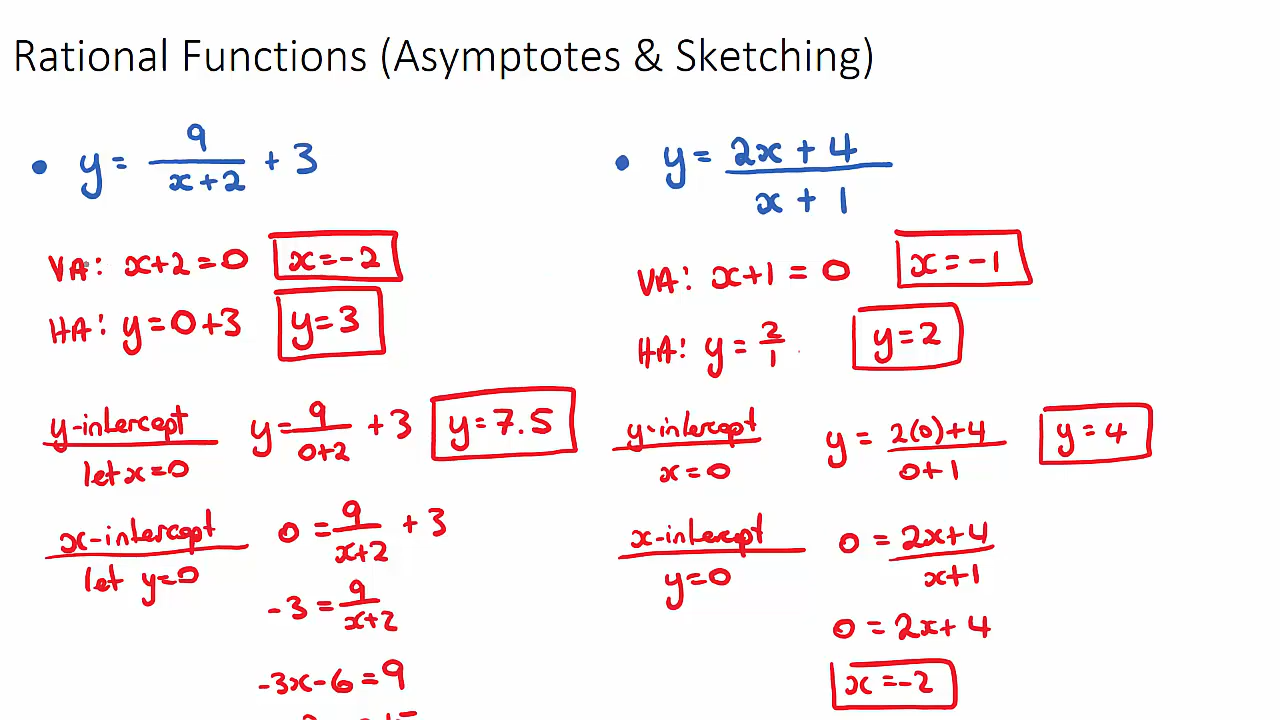 Rational Functions (Asymptotes & Sketching)
• y = 9/(x+2) + 3
VA: x+2=0 x=-2
HA: y=0+3 y=3
y-intercept y= 9/(0+2) +3 y=7.5
let x=0
x-intercept 0 = 9/(x+2) + 3
let y=0
-3 = 9/(x+2)
-3x-6=9
• y= (2x+4)/(x+1)
VA: x+1=0 x=-1
HA: y= 2/1 y=2
y-intercept y = (2(0)+4)/(0+1) y=4
x=0
x-intercept 0 = (2x+4)/(x+1)
y=0
0 = 2x+4
x=-2